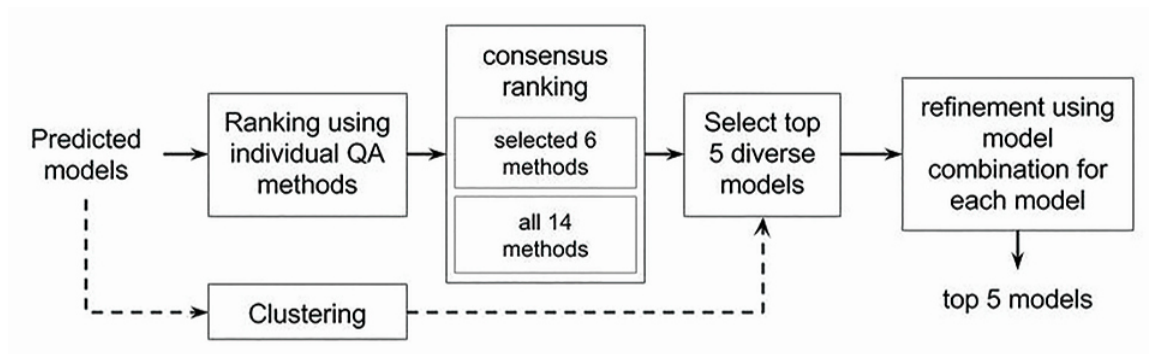 Predicted
models
Ranking using
individual QA
methods
consensus
ranking
selected 6
methods
all 14
methods
Select top
5 diverse
models
refinement using
model
combination for
each model
top 5 models
Clustering